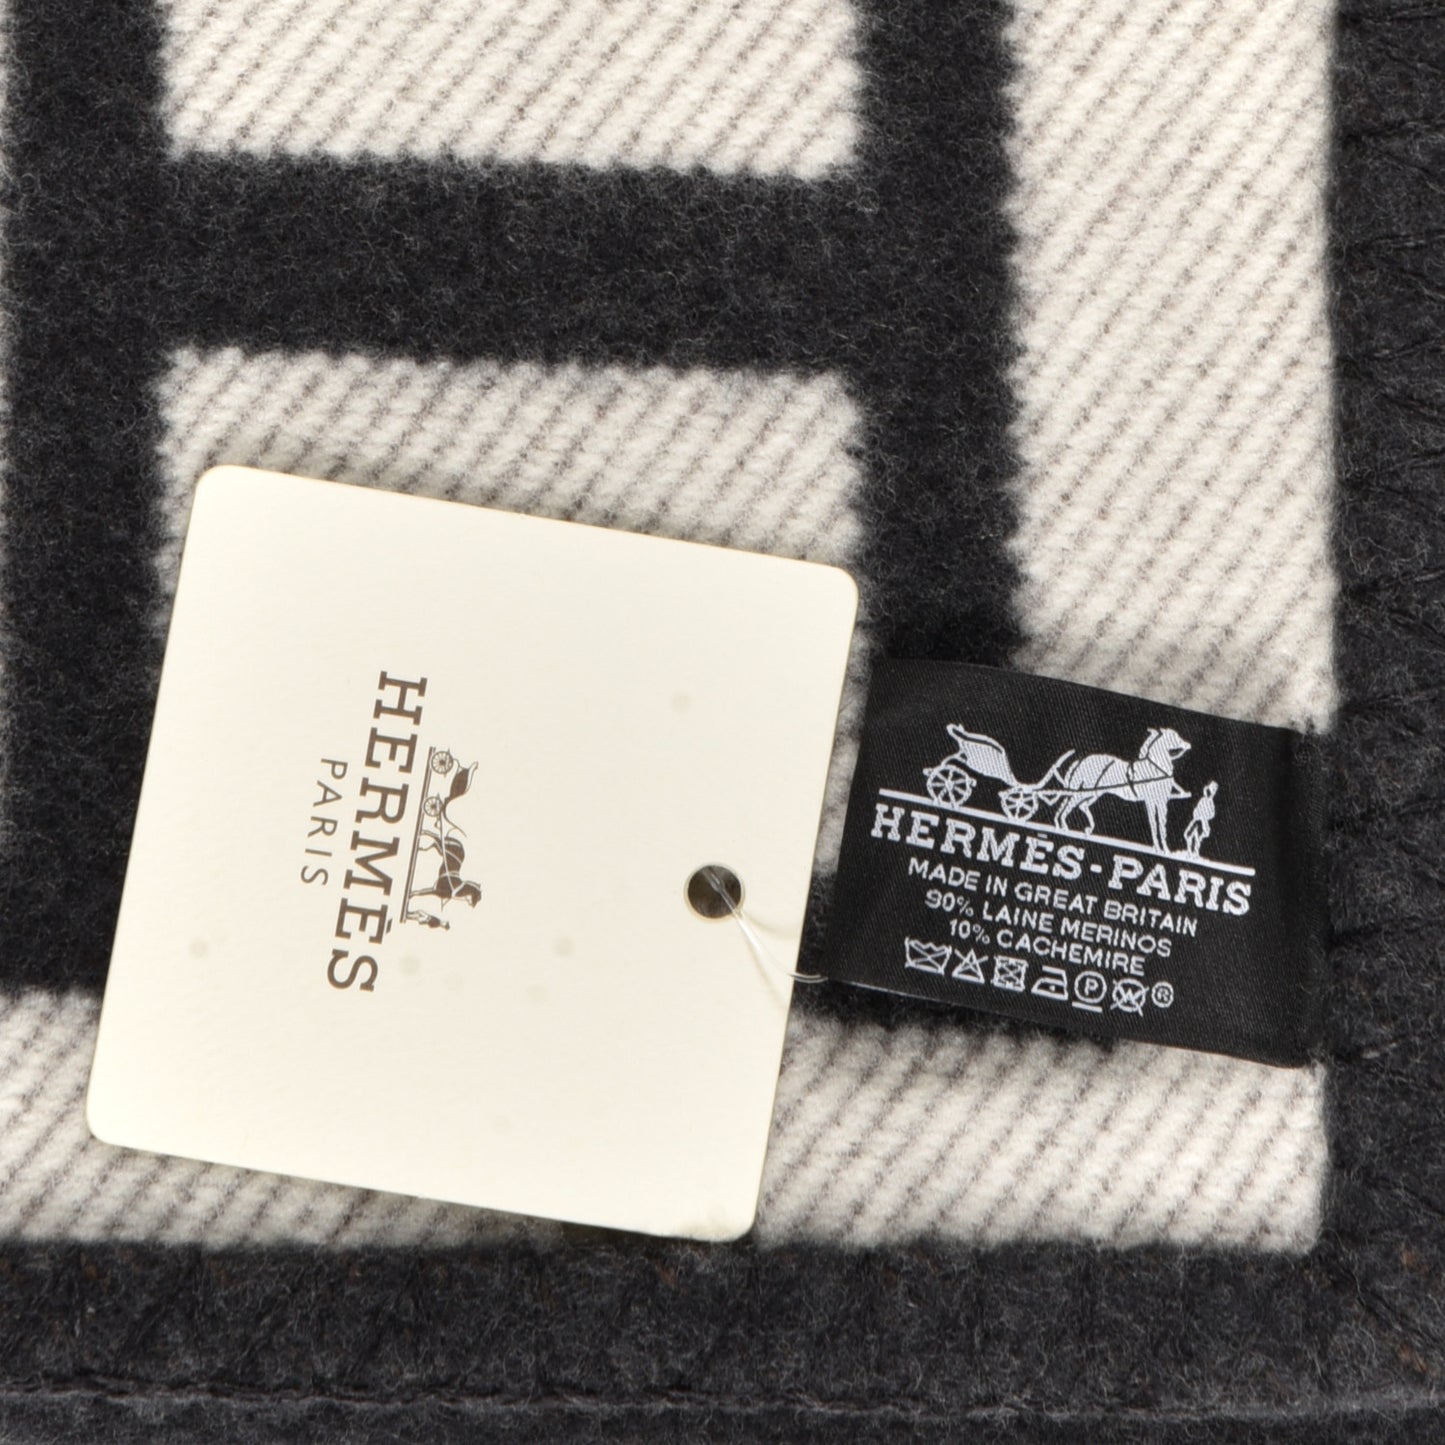 HERMÈS
PARIS
HERMÈS-PARIS
MADE IN GREAT BRITAIN
90% LAINE MERINOS
10% CACHEMIRE
P W ®